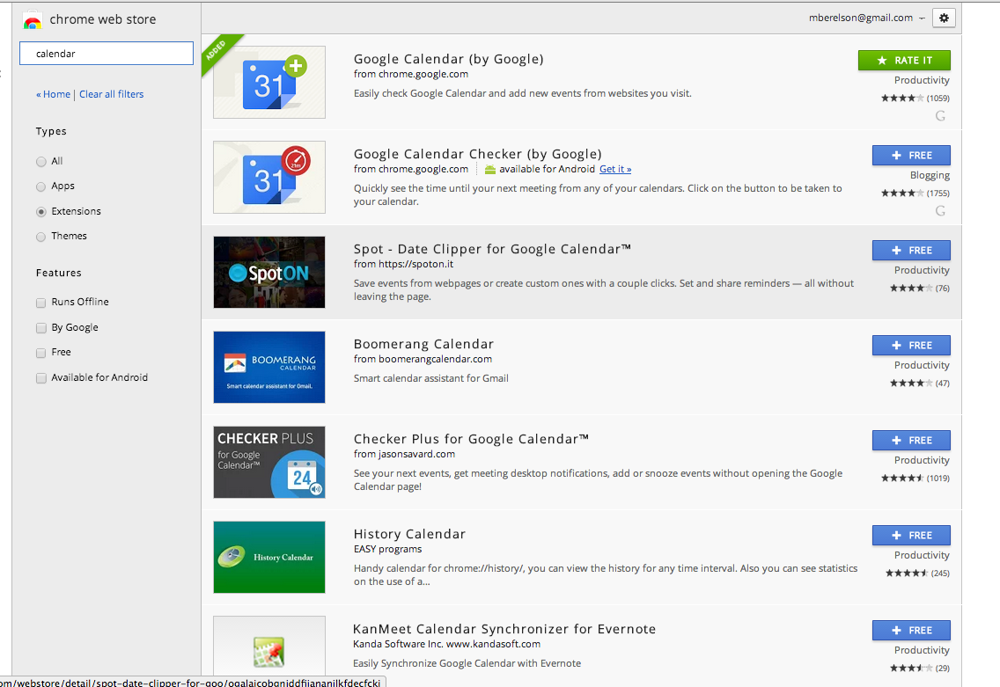 chrome web store
mberelson@gmail.com
calendar
« Home | Clear all filters
Types
All
Apps
Extensions
Themes
Features
Runs Offline
By Google
Free
Available for Android
ADDED
31
Google Calendar (by Google)
from chrome.google.com
Easily check Google Calendar and add new events from websites you visit.
RATE IT
Productivity
(1059)
G
31
21m
Google Calendar Checker (by Google)
from chrome.google.com available for Android Get it »
Quickly see the time until your next meeting from any of your calendars. Click on the button to be taken to
your calendar.
FREE
Blogging
(1755)
G
SpotON
Spot - Date Clipper for Google Calendar™
from https://spoton.it
Save events from webpages or create custom ones with a couple clicks. Set and share reminders — all without
leaving the page.
FREE
Productivity
(76)
BOOMERANG
CALENDAR
Smart calendar assistant for Gmail.
Boomerang Calendar
from boomerangcalendar.com
Smart calendar assistant for Gmail
FREE
Productivity
(47)
CHECKER PLUS
for Google
Calendar™
24
Checker Plus for Google Calendar™
from jasonsavard.com
See your next events, get meeting desktop notifications, add or snooze events without opening the Google
Calendar page!
FREE
Productivity
(1019)
History Calendar
History Calendar
EASY programs
Handy calendar for chrome://history/, you can view the history for any time interval. Also you can see statistics
on the use of a...
FREE
Productivity
(245)
KanMeet Calendar Synchronizer for Evernote
Kanda Software Inc. www.kandasoft.com
Easily Synchronize Google Calendar with Evernote
FREE
Productivity
(29)